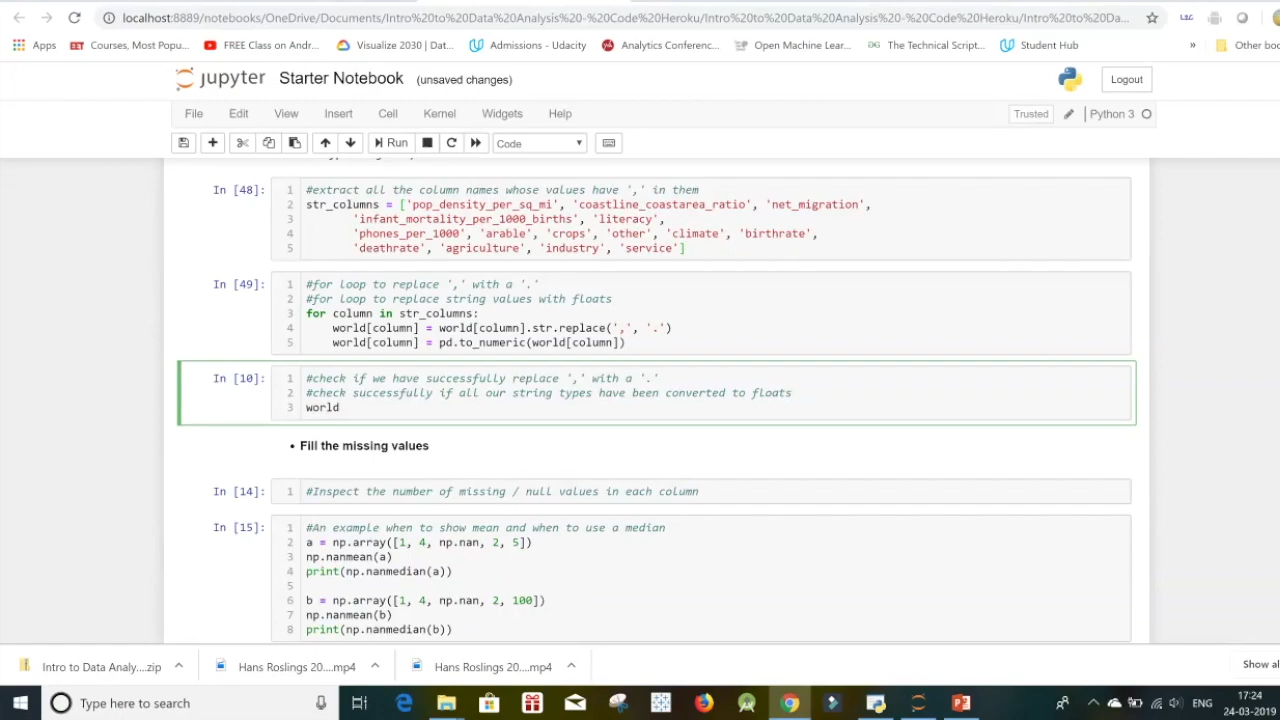 localhost:8889/notebooks/OneDrive/Documents/Intro%20to%20Data%20Analysis%20-%20Code%20Heroku/Intro%20to%20Data%20Analysis%20-%20Code%20Heroku/Intro%20to%20Da...
Apps Courses, Most Popu... FREE Class on Andr... Visualize 2030 | Dat... Admissions - Udacity Analytics Conferenc... Open Machine Lear... The Technical Script... Student Hub » Other boo
jupyter Starter Notebook (unsaved changes) Logout
File Edit View Insert Cell Kernel Widgets Help Trusted Python 3
Run Code
In [48]: 1 #extract all the column names whose values have ',' in them
2 str_columns = ['pop_density_per_sq_mi', 'coastline_coastarea_ratio', 'net_migration',
3 'infant_mortality_per_1000_births', 'literacy',
4 'phones_per_1000', 'arable', 'crops', 'other', 'climate', 'birthrate',
5 'deathrate', 'agriculture', 'industry', 'service']
In [49]: 1 #for loop to replace ',' with a '.'
2 #for loop to replace string values with floats
3 for column in str_columns:
4 world[column] = world[column].str.replace(',', '.')
5 world[column] = pd.to_numeric(world[column])
In [10]: 1 #check if we have successfully replace ',' with a '.'
2 #check successfully if all our string types have been converted to floats
3 world
• Fill the missing values
In [14]: 1 #Inspect the number of missing / null values in each column
In [15]: 1 #An example when to show mean and when to use a median
2 a = np.array([1, 4, np.nan, 2, 5])
3 np.nanmean(a)
4 print(np.nanmedian(a))
5
6 b = np.array([1, 4, np.nan, 2, 100])
7 np.nanmean(b)
8 print(np.nanmedian(b))
Intro to Data Analy....zip Hans Roslings 20....mp4 Hans Roslings 20....mp4 Show al
Type here to search ENG 17:24
24-03-2019